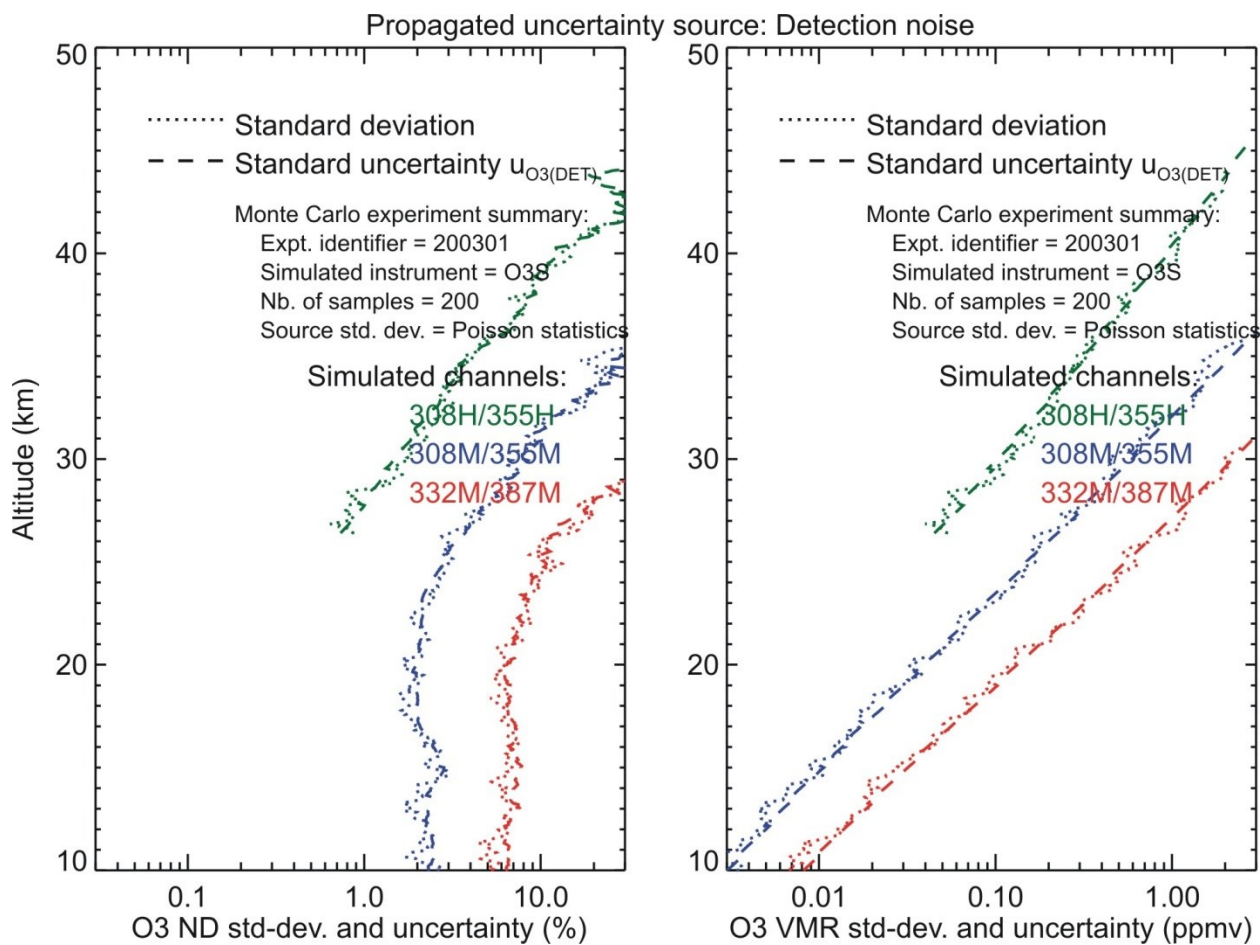 Propagated uncertainty source: Detection noise
50
40
30
20
10
Altitude (km)
Standard deviation
Standard uncertainty uO3(DET)
Monte Carlo experiment summary:
Expt. identifier = 200301
Simulated instrument = O3S
Nb. of samples = 200
Source std. dev. = Poisson statistics
Simulated channels:
308H/355H
308M/355M
332M/387M
0.1 1.0 10.0
O3 ND std-dev. and uncertainty (%)
50
40
30
20
10
Standard deviation
Standard uncertainty uO3(DET)
Monte Carlo experiment summary:
Expt. identifier = 200301
Simulated instrument = O3S
Nb. of samples = 200
Source std. dev. = Poisson statistics
Simulated channels:
308H/355H
308M/355M
332M/387M
0.01 0.10 1.00
O3 VMR std-dev. and uncertainty (ppmv)